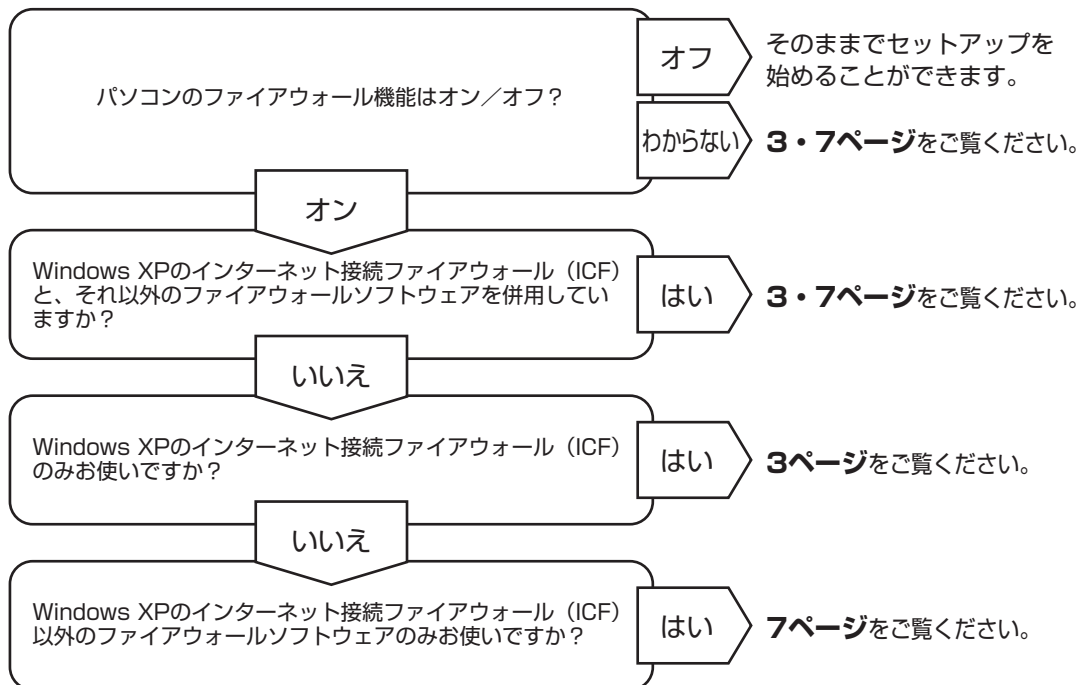 パソコンのファイアウォール機能はオン／オフ？
オフ
そのままでセットアップを
始めることができます。
わからない
3・7ページをご覧ください。
オン
Windows XPのインターネット接続ファイアウォール（ICF）
と、それ以外のファイアウォールソフトウェアを併用してい
ますか？
はい
3・7ページをご覧ください。
いいえ
Windows XPのインターネット接続ファイアウォール（ICF）
のみお使いですか？
はい
3ページをご覧ください。
いいえ
Windows XPのインターネット接続ファイアウォール（ICF）
以外のファイアウォールソフトウェアのみお使いですか？
はい
7ページをご覧ください。